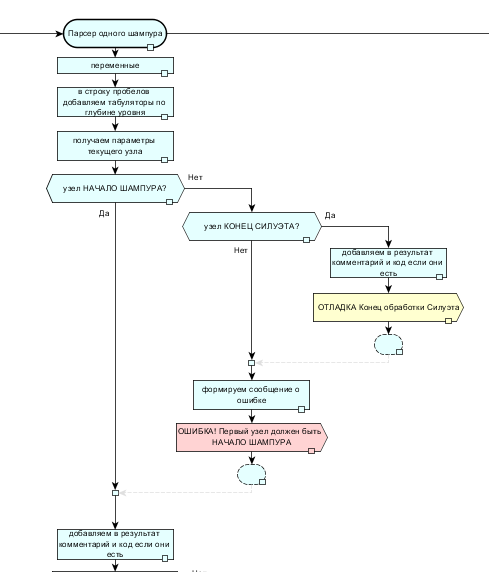 Парсер одного шампура
переменные
в строку пробелов
добавляем табуляторы по
глубине уровня
получаем параметры
текущего узла
узел НАЧАЛО ШАМПУРА?
Нет
Да
узел КОНЕЦ СИЛУЭТА?
Да
Нет
добавляем в результат
комментарий и код если они
есть
ОТЛАДКА Конец обработки Силуэта
формируем сообщение о
ошибке
ОШИБКА! Первый узел должен быть
НАЧАЛО ШАМПУРА
добавляем в результат
комментарий и код если они
есть